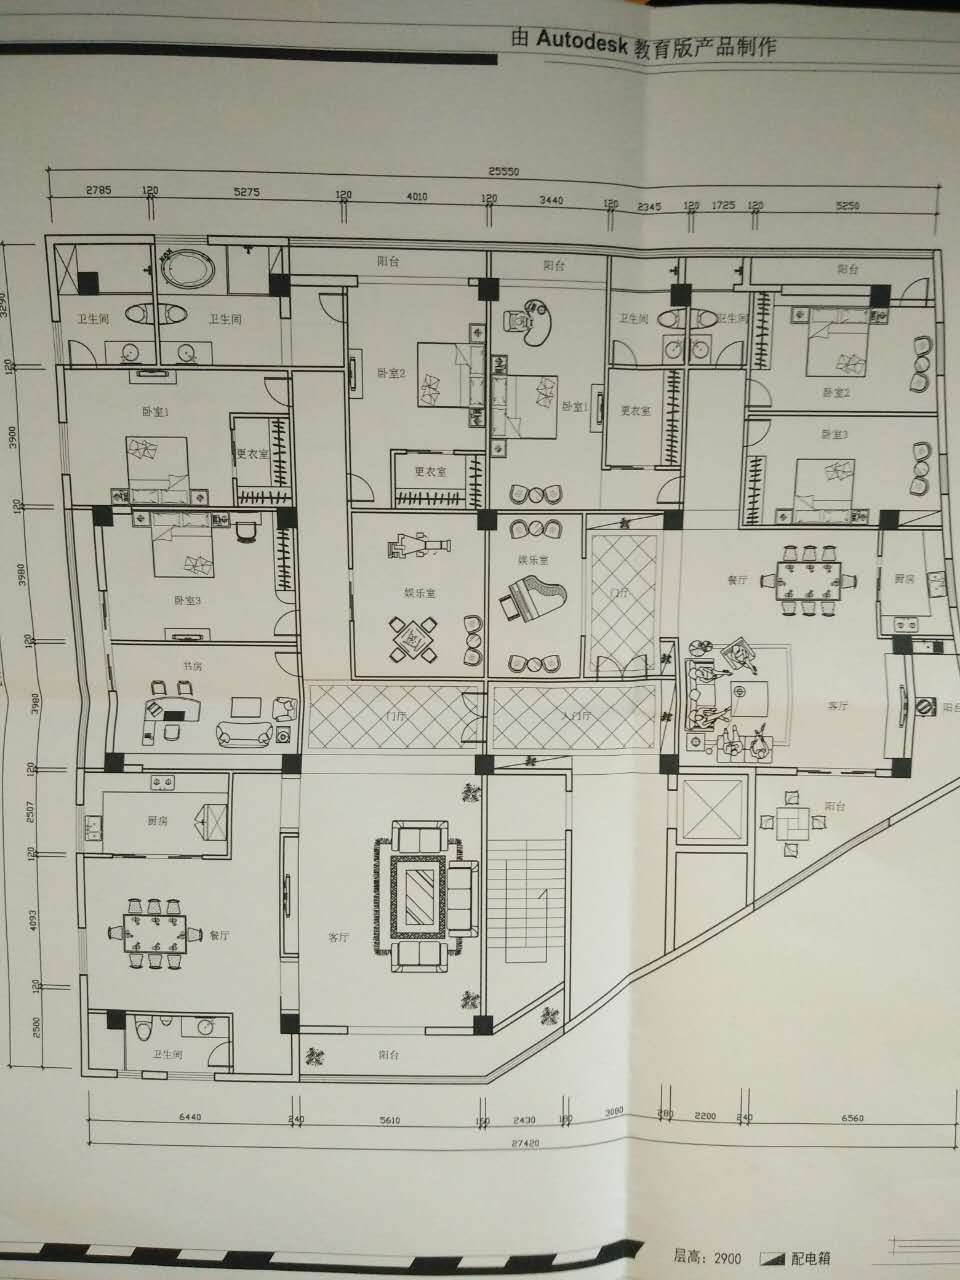 由 Autodesk 教育版产品制作
25550
2785 120 5275 120 4010 120 3440 120 2345 120 1725 120 5250
阳台 阳台 阳台
3290
卫生间 卫生间 卫生间 卫生间
120
卧室2 卧室1 更衣室 卧室2
卧室1
3900
更衣室 更衣室 卧室3
120
3980
卧室3 娱乐室 娱乐室 门厅 餐厅 厨房
120
书房
3980
门厅 入门厅 客厅 阳台
120
2507
厨房 阳台
120
4093
餐厅 客厅
120
2500
卫生间 阳台
6440 240 5610 160 2430 180 3080 280 2200 240 6560
27420
层高：2900 配电箱